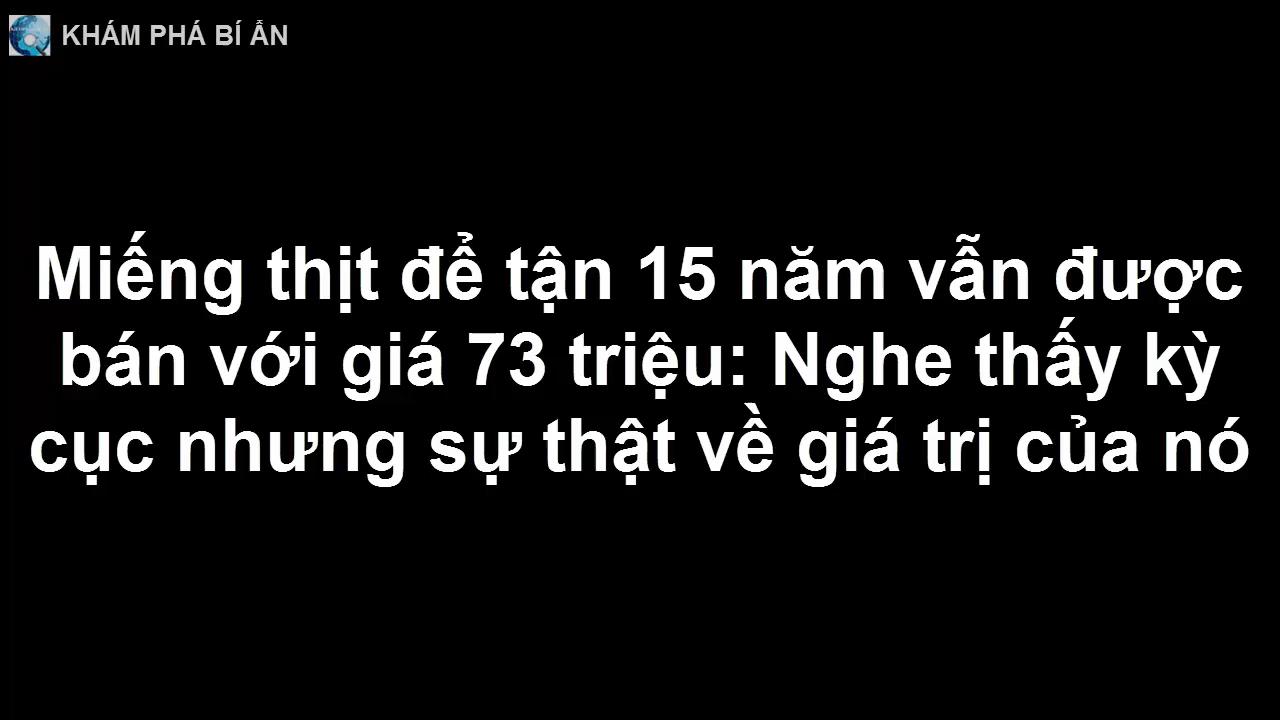 KHÁM PHÁ BÍ ẨN
Miếng thịt để tận 15 năm vẫn được
bán với giá 73 triệu: Nghe thấy kỳ
cục nhưng sự thật về giá trị của nó